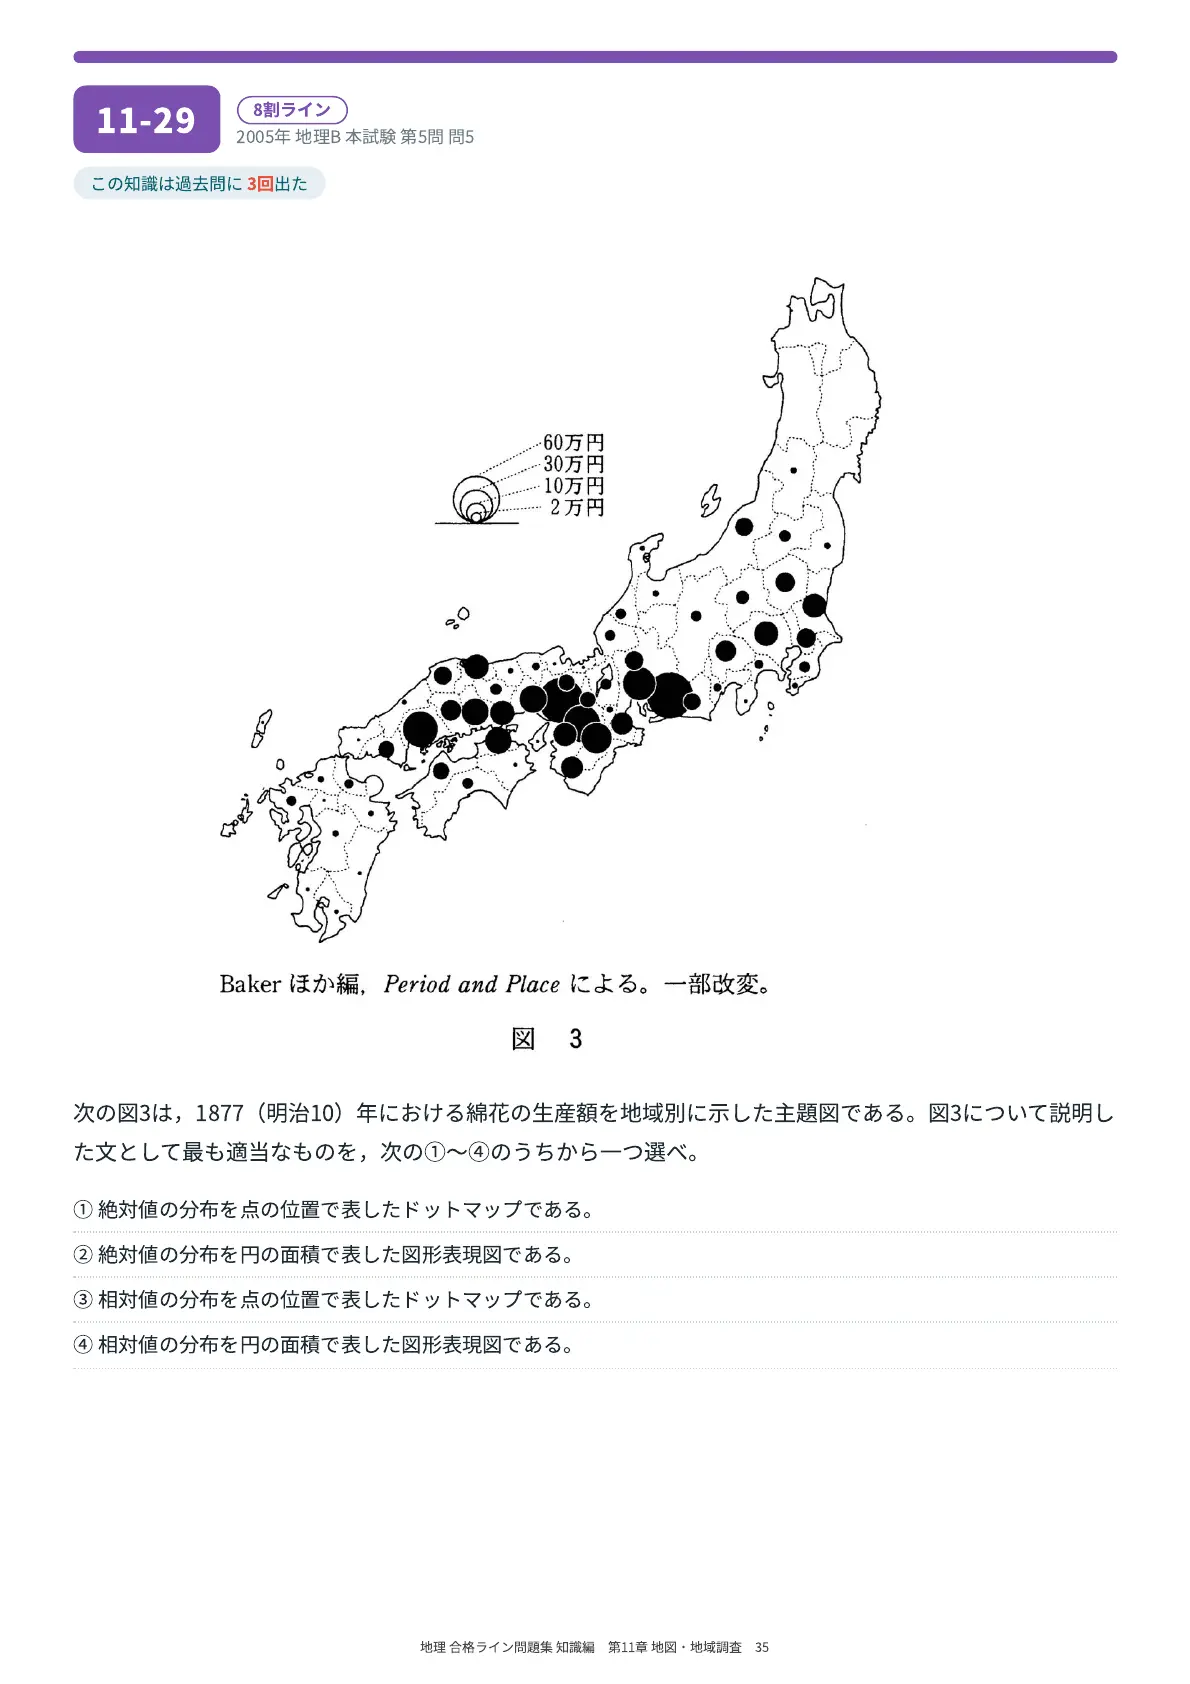 11-29
8割ライン
2005年 地理B 本試験 第5問 問5
この知識は過去問に 3回出た
60万円
30万円
10万円
2万円
Baker ほか編，Period and Place による。一部改変。
図 3
次の図3は，1877（明治10）年における綿花の生産額を地域別に示した主題図である。図3について説明し
た文として最も適当なものを，次の①〜④のうちから一つ選べ。
① 絶対値の分布を点の位置で表したドットマップである。
② 絶対値の分布を円の面積で表した図形表現図である。
③ 相対値の分布を点の位置で表したドットマップである。
④ 相対値の分布を円の面積で表した図形表現図である。
地理 合格ライン問題集 知識編 第11章 地図・地域調査 35